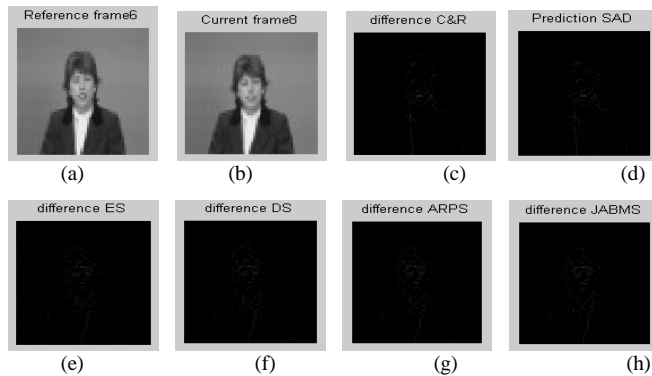 Reference frame6
Current frame8
difference C&R
Prediction SAD
(a)
(b)
(c)
(d)
difference ES
difference DS
difference ARPS
difference JABMS
(e)
(f)
(g)
(h)